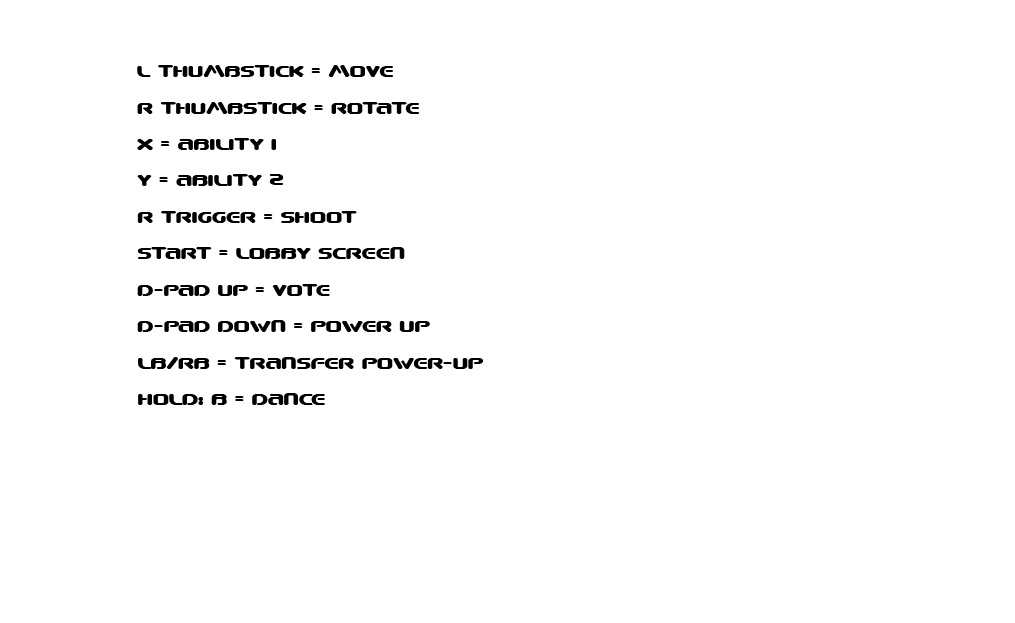 L THUMBSTICK = MOVE
R THUMBSTICK = ROTATE
X = ABILITY 1
Y = ABILITY 2
R TRIGGER = SHOOT
START = LOBBY SCREEN
D-PAD UP = VOTE
D-PAD DOWN = POWER UP
LB/RB = TRANSFER POWER-UP
HOLD: B = DANCE